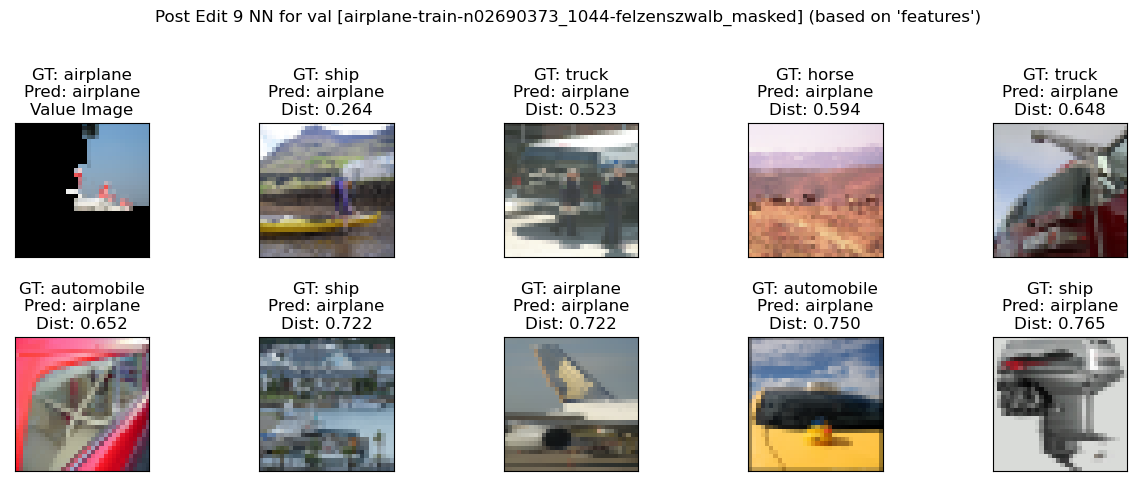 Post Edit 9 NN for val [airplane-train-n02690373_1044-felzenszwalb_masked] (based on 'features')
GT: airplane
Pred: airplane
Value Image
GT: ship
Pred: airplane
Dist: 0.264
GT: truck
Pred: airplane
Dist: 0.523
GT: horse
Pred: airplane
Dist: 0.594
GT: truck
Pred: airplane
Dist: 0.648
GT: automobile
Pred: airplane
Dist: 0.652
GT: ship
Pred: airplane
Dist: 0.722
GT: airplane
Pred: airplane
Dist: 0.722
GT: automobile
Pred: airplane
Dist: 0.750
GT: ship
Pred: airplane
Dist: 0.765